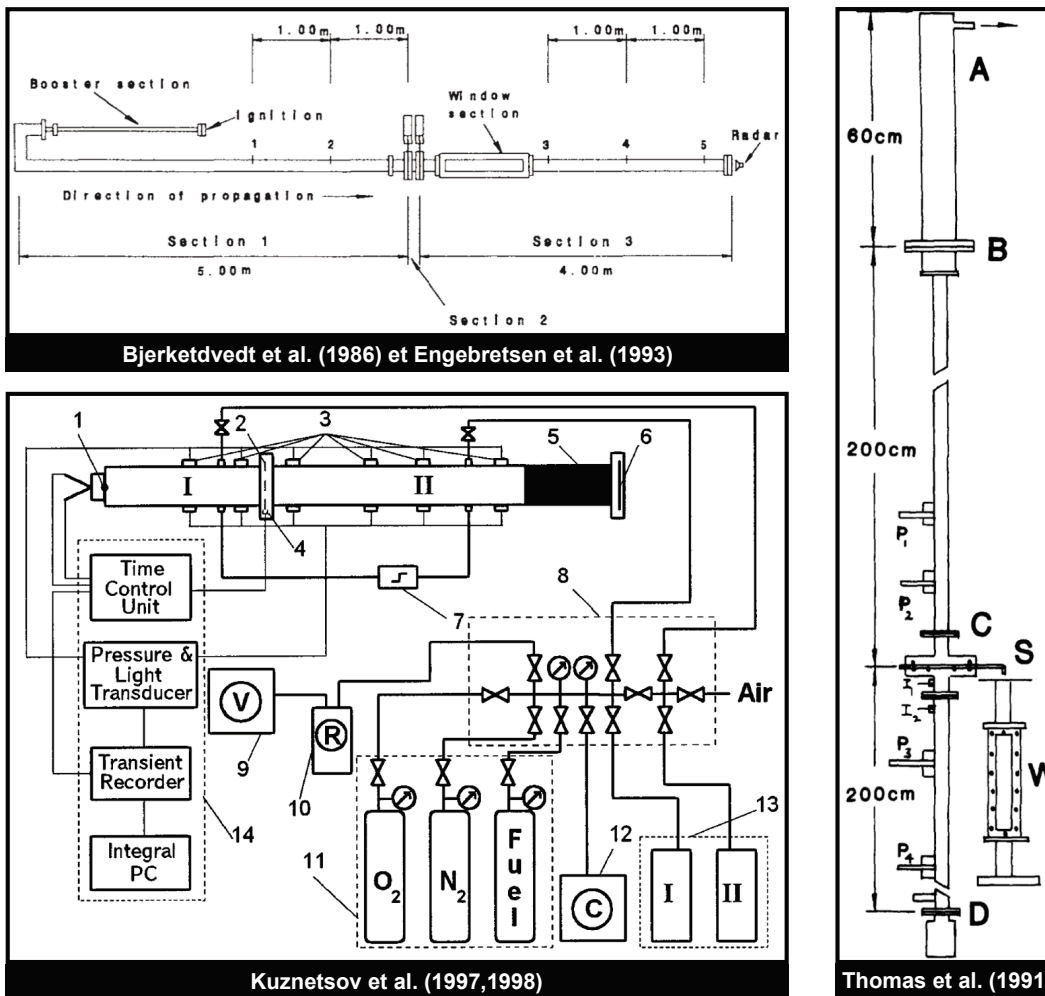 1.00m 1.00m 1.00m 1.00m
Booster section
Ignition
Window
section
1 2 3 4 5
Radar
Direction of propagation
Section 1 Section 3
5.00m 4.00m
Section 2
Bjerketdvedt et al. (1986) et Engebretsen et al. (1993)
1 2 3 5 6
I II
4
Time
Control
Unit
7 8
Pressure &
Light
Transducer
V
R
Air
9 10
Transient
Recorder
Integral
PC
14 11 12 13
O2 N2 Fuel C I II
Kuznetsov et al. (1997,1998)
A
60cm
B
200cm
P1
P2
C
S
I1
I2
P3
W
200cm
P4
D
Thomas et al. (1991